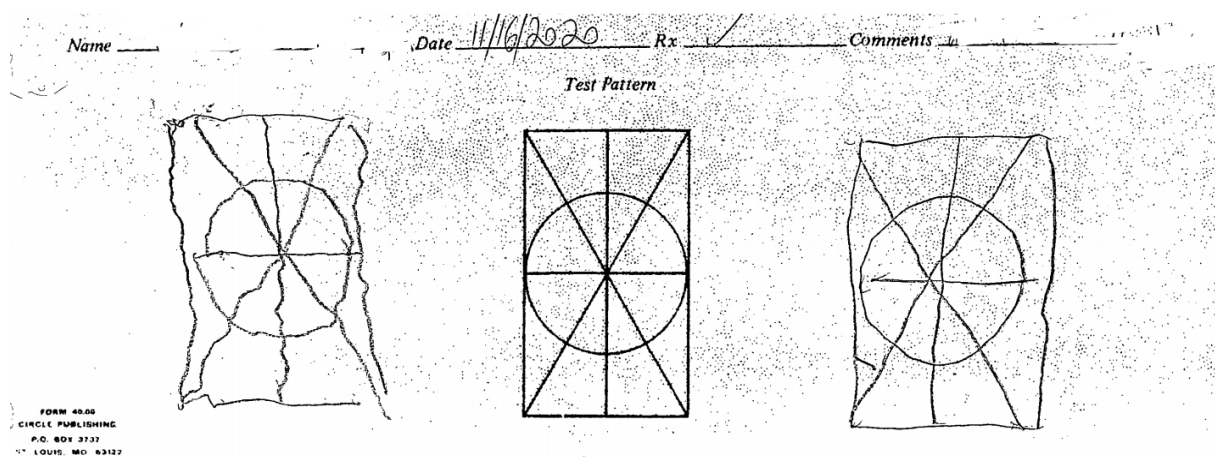 Name Date 11/16/2020 Rx ✓ Comments
Test Pattern
FORM 40.00
CIRCLE PUBLISHING
P.O. BOX 3737
ST. LOUIS, MO 63122